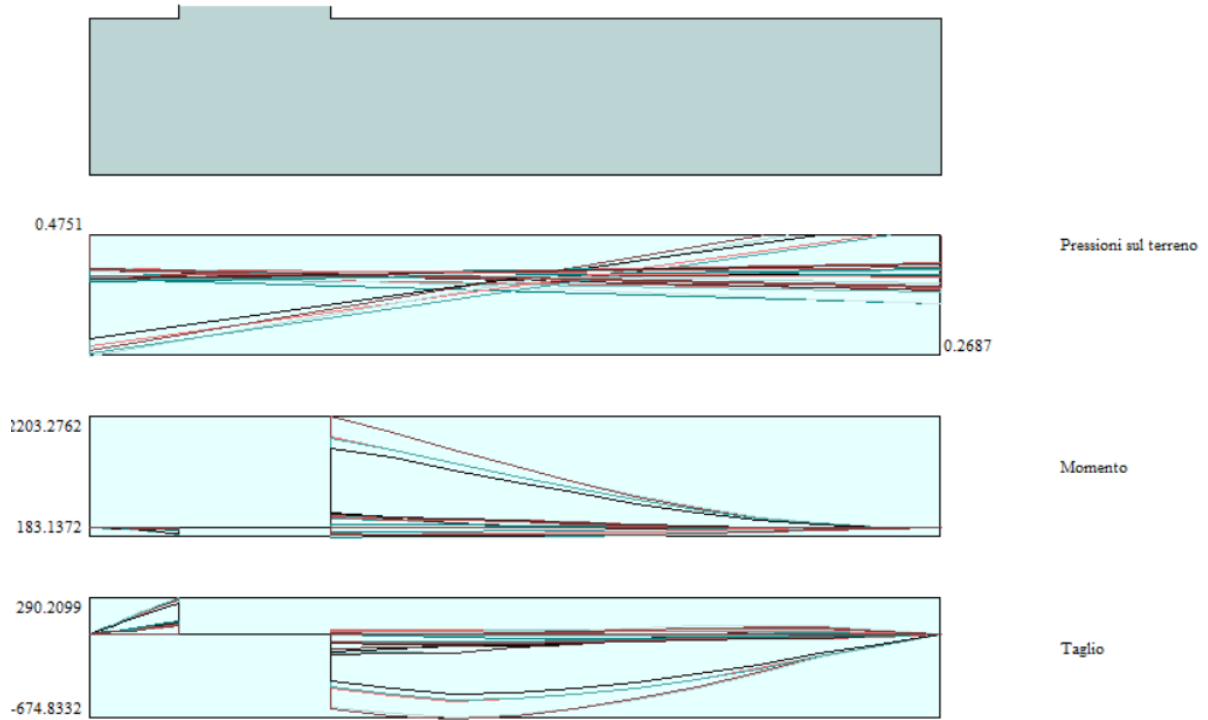 0.4751
Pressioni sul terreno
0.2687
2203.2762
Momento
183.1372
290.2099
Taglio
-674.8332